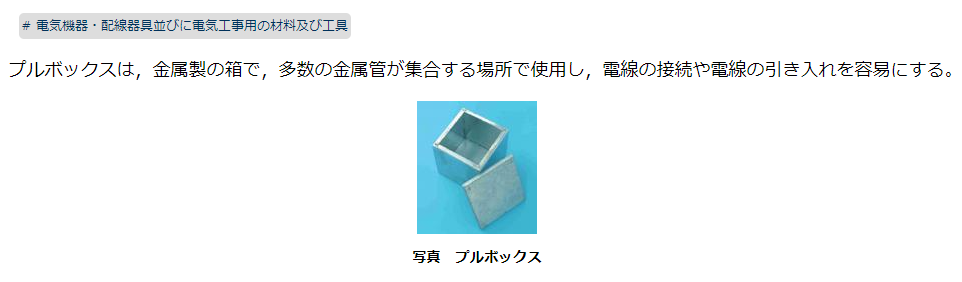 # 電気機器・配線器具並びに電気工事用の材料及び工具
プルボックスは，金属製の箱で，多数の金属管が集合する場所で使用し，電線の接続や電線の引き入れを容易にする。
写真　プルボックス